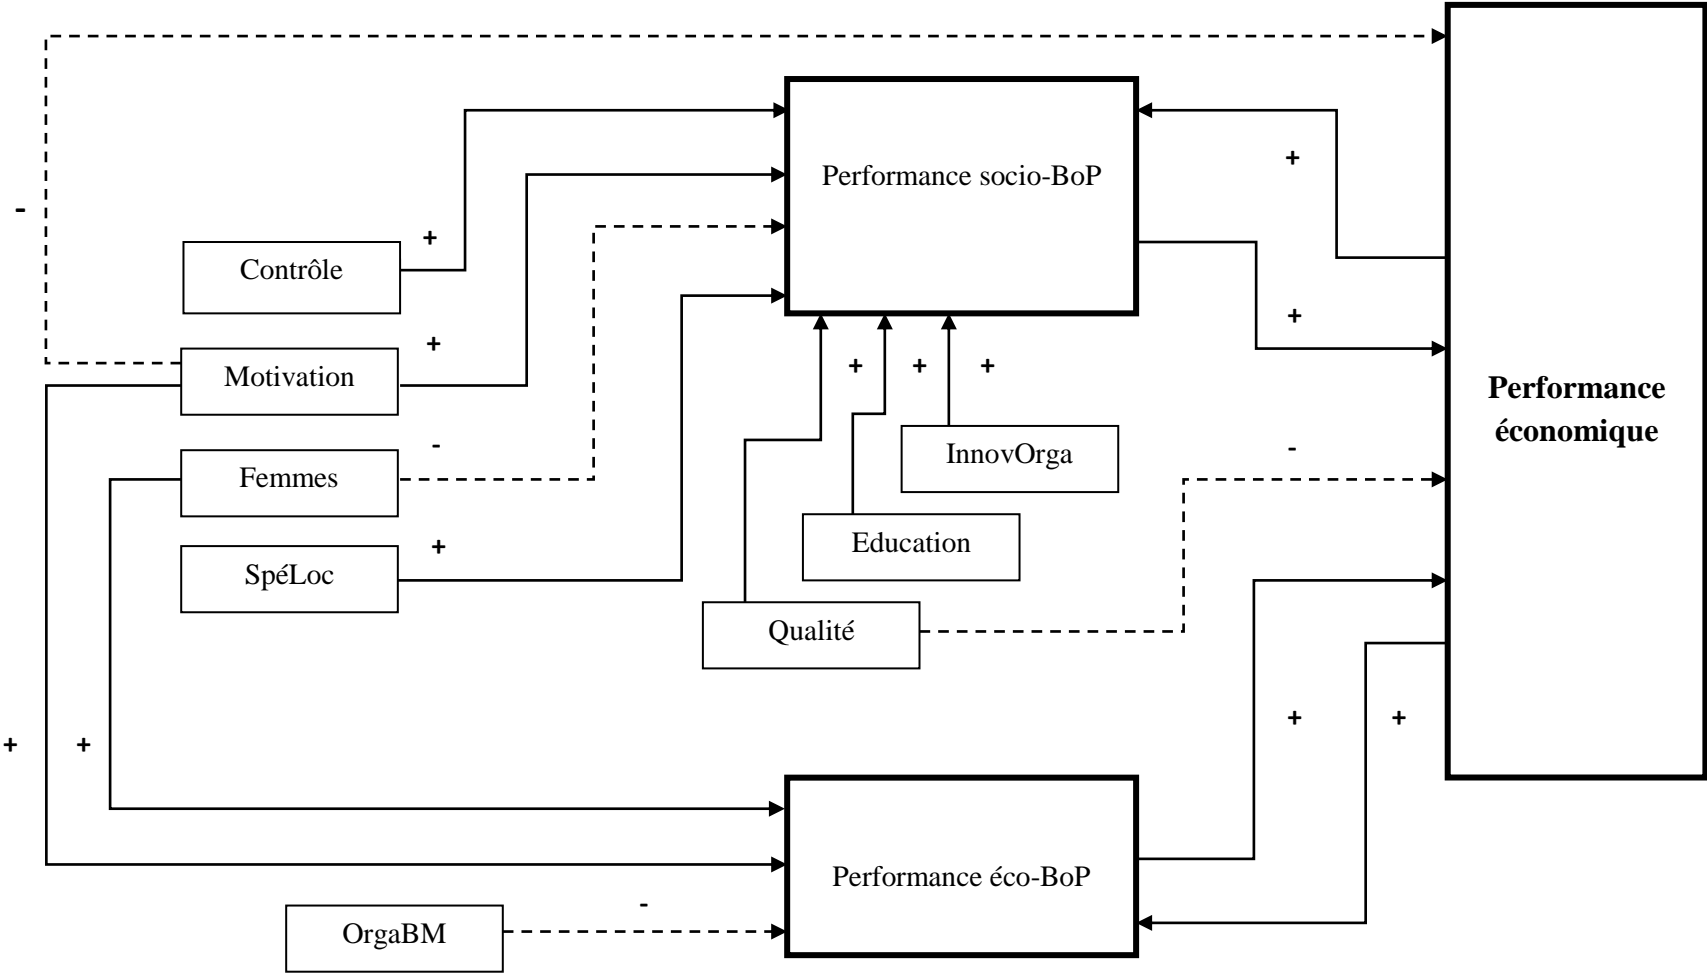 +
Performance socio-BoP
-
+
Contrôle
+
+
+
Motivation
+
+
+
Performance
économique
-
Femmes
InnovOrga
-
SpéLoc
+
Education
Qualité
+
+
+
+
Performance éco-BoP
-
OrgaBM